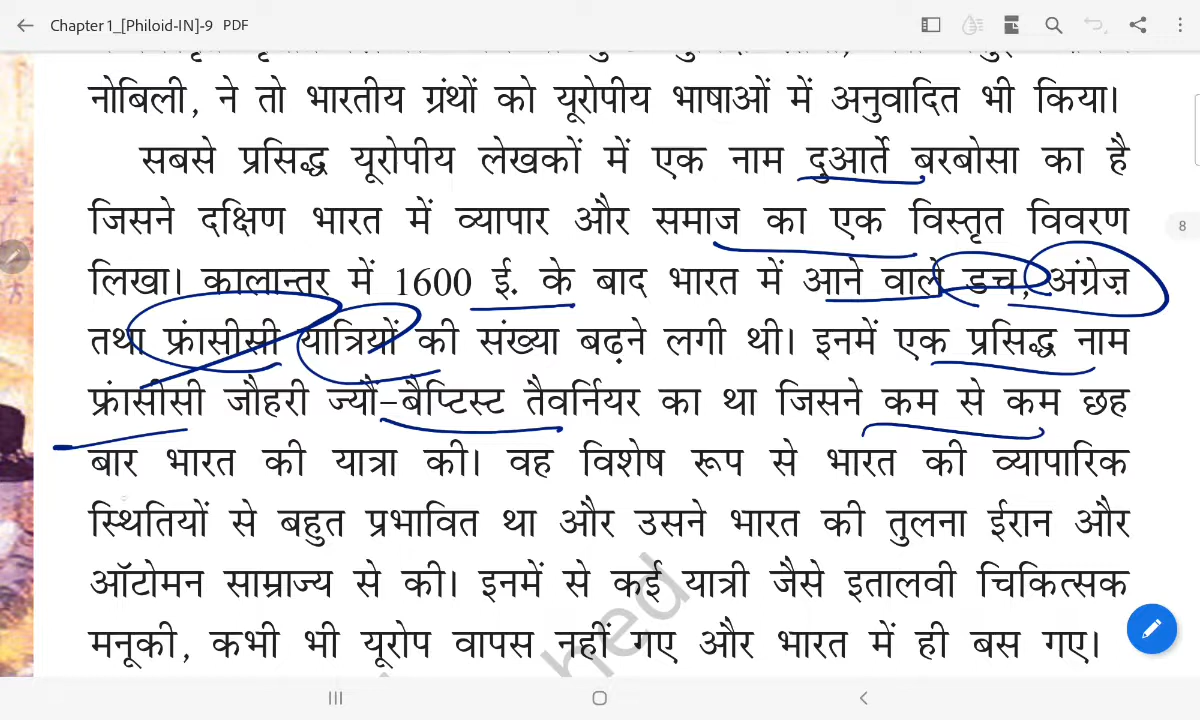 Chapter 1_[Philoid-IN]-9 PDF
नोबिली, ने तो भारतीय ग्रंथों को यूरोपीय भाषाओं में अनुवादित भी किया।
सबसे प्रसिद्ध यूरोपीय लेखकों में एक नाम दुआर्ते बरबोसा का है
जिसने दक्षिण भारत में व्यापार और समाज का एक विस्तृत विवरण
लिखा। कालान्तर में 1600 ई. के बाद भारत में आने वाले डच, अंग्रेज़
तथा फ्रांसीसी यात्रियों की संख्या बढ़ने लगी थी। इनमें एक प्रसिद्ध नाम
फ्रांसीसी जौहरी ज्यौ-बैप्टिस्ट तैवर्नियर का था जिसने कम से कम छह
बार भारत की यात्रा की। वह विशेष रूप से भारत की व्यापारिक
स्थितियों से बहुत प्रभावित था और उसने भारत की तुलना ईरान और
ऑटोमन साम्राज्य से की। इनमें से कई यात्री जैसे इतालवी चिकित्सक
मनूकी, कभी भी यूरोप वापस नहीं गए और भारत में ही बस गए।
8